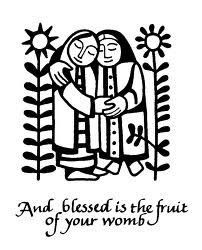 And blessed is the fruit
of your womb